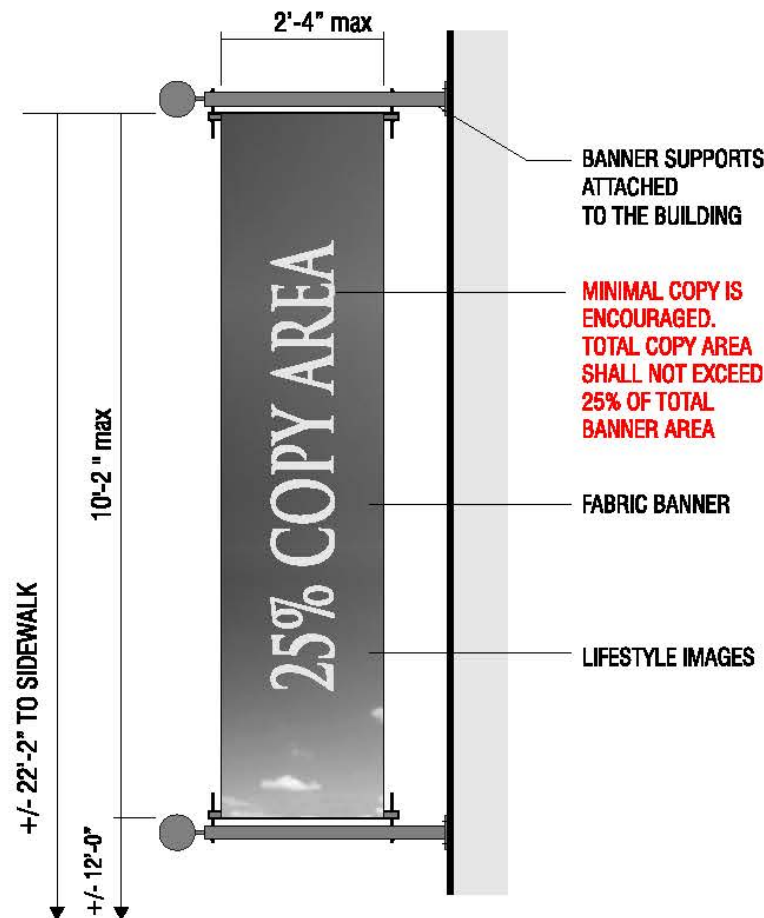 2'-4" max
BANNER SUPPORTS
ATTACHED
TO THE BUILDING
MINIMAL COPY IS
ENCOURAGED.
TOTAL COPY AREA
SHALL NOT EXCEED
25% OF TOTAL
BANNER AREA
25% COPY AREA
10'-2" max
FABRIC BANNER
LIFESTYLE IMAGES
+/- 22'-2" TO SIDEWALK
+/- 12'-0"